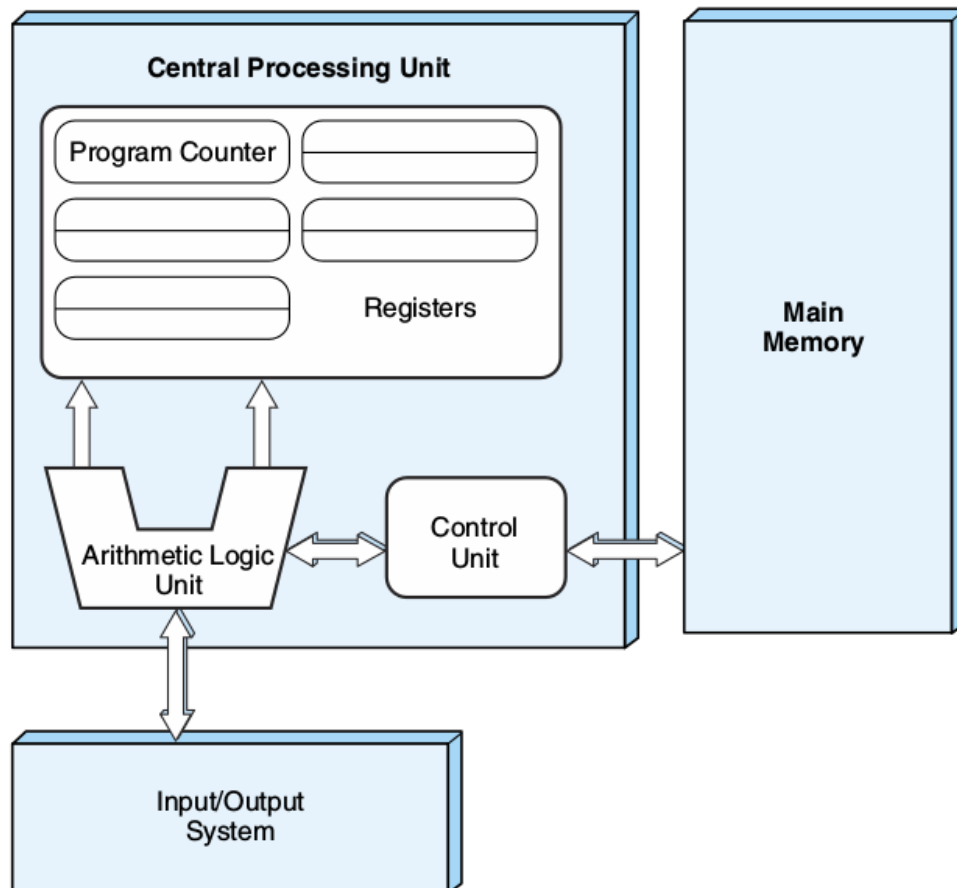 Central Processing Unit
Program Counter
Registers
Main
Memory
Arithmetic Logic
Unit
Control
Unit
Input/Output
System